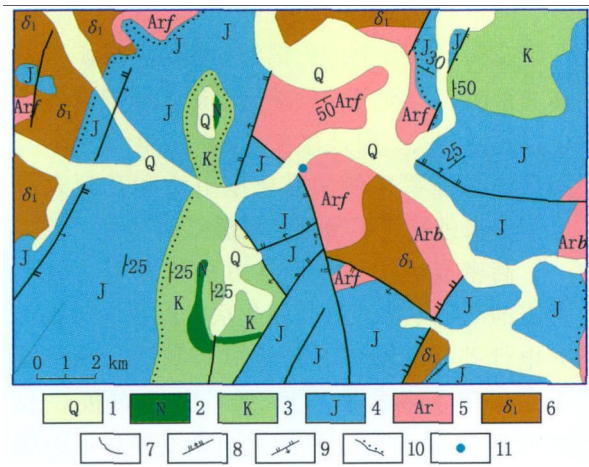 δ₁ δ₁ Arf J J δ₁ J J K
J Q 30
Arf δ₁ J J Q N 50 Arf Arf 50
Q K J Q 25 J
δ₁ Arf
J J Arb J Arb
J J 25 25 N 25 Q J Arf δ₁
K K J J J J
0 1 2 km J δ₁ J
Q 1 N 2 K 3 J 4 Ar 5 δ₁ 6
7 8 9 10 11